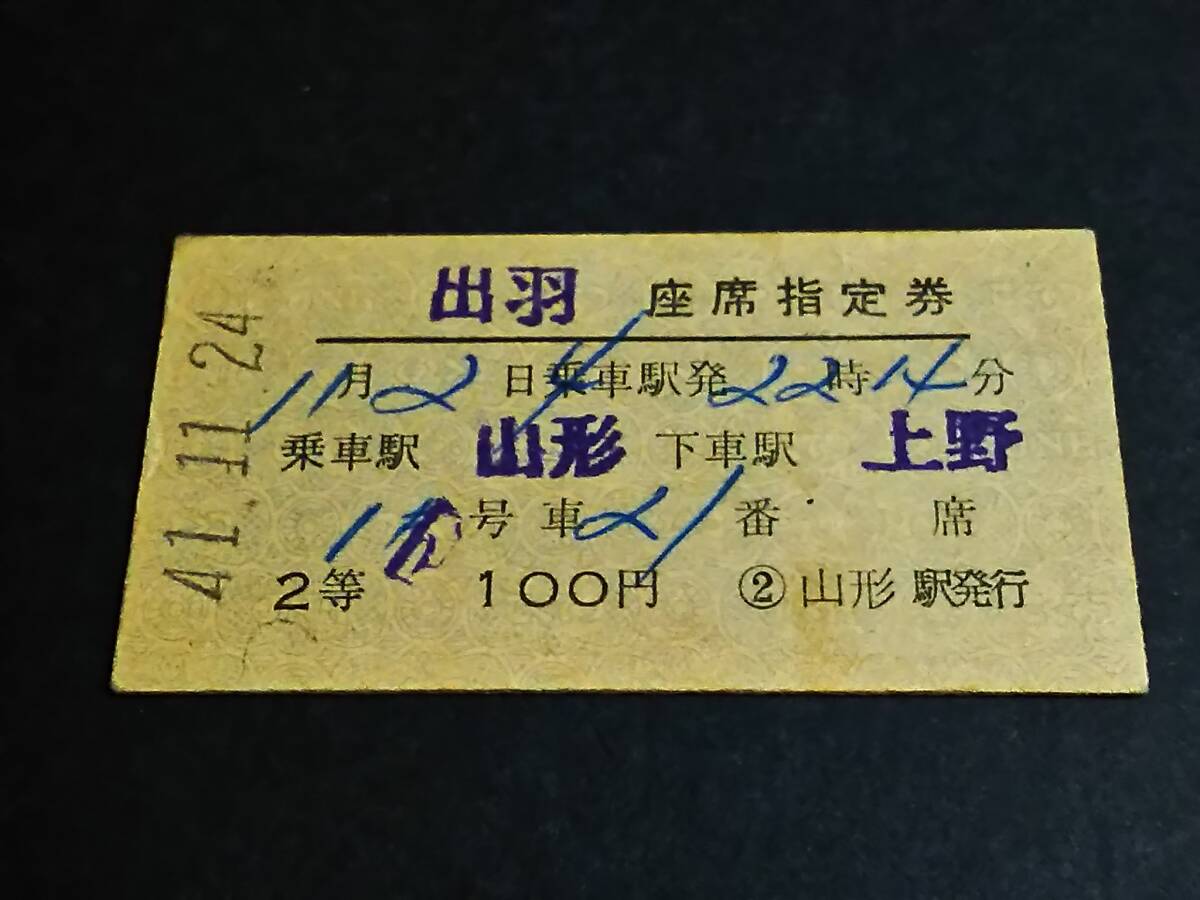 出羽 座席指定券
11月24日乗車駅発22時14分
乗車駅 山形 下車駅 上野
号車21番 席
2等 100円 ②山形駅発行
41.11.24